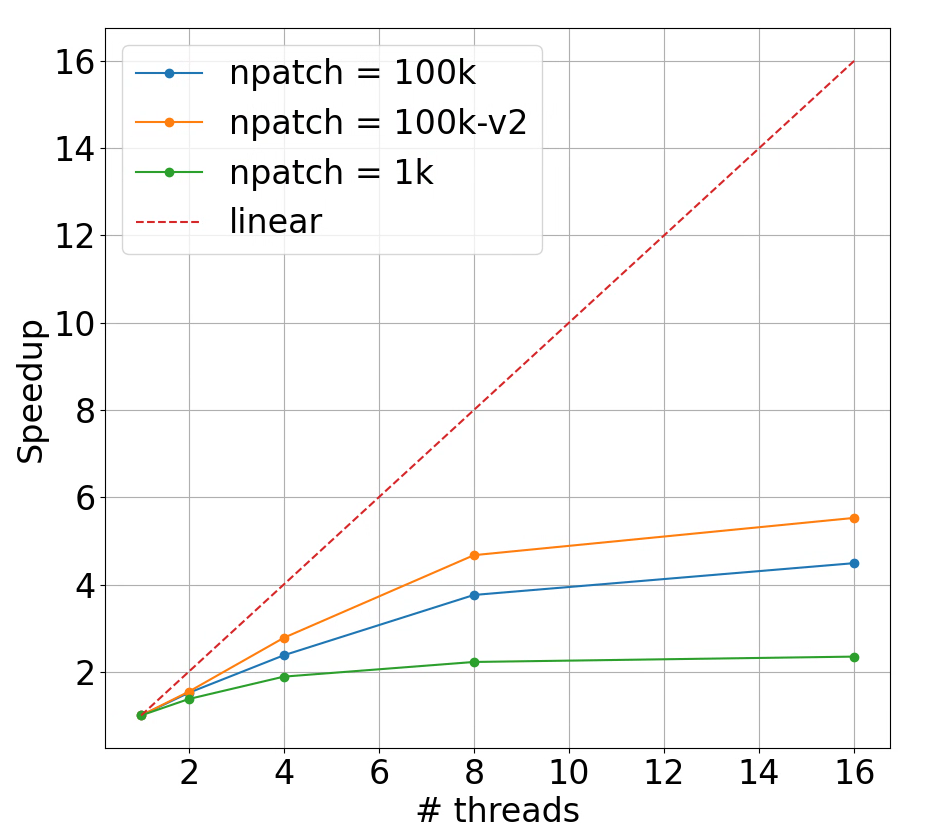 npatch = 100k
npatch = 100k-v2
npatch = 1k
linear
16
14
12
10
8
6
4
2
Speedup
2 4 6 8 10 12 14 16
# threads